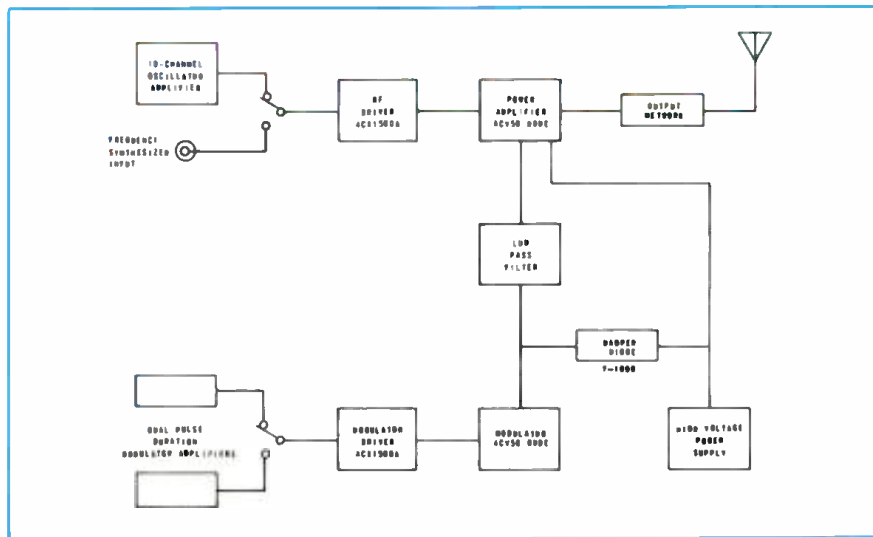 10-CHANNEL
OSCILLATOR
AMPLIFIER
FREQUENCY
SYNTHESIZED
INPUT
RF
DRIVER
POWER
AMPLIFIER
OUTPUT
NETWORK
LOW
PASS
FILTER
DAMPER
DIODE
DUAL PULSE
DURATION
MODULATOR AMPLIFIERS
MODULATOR
DRIVER
MODULATOR
HIGH VOLTAGE
POWER
SUPPLY